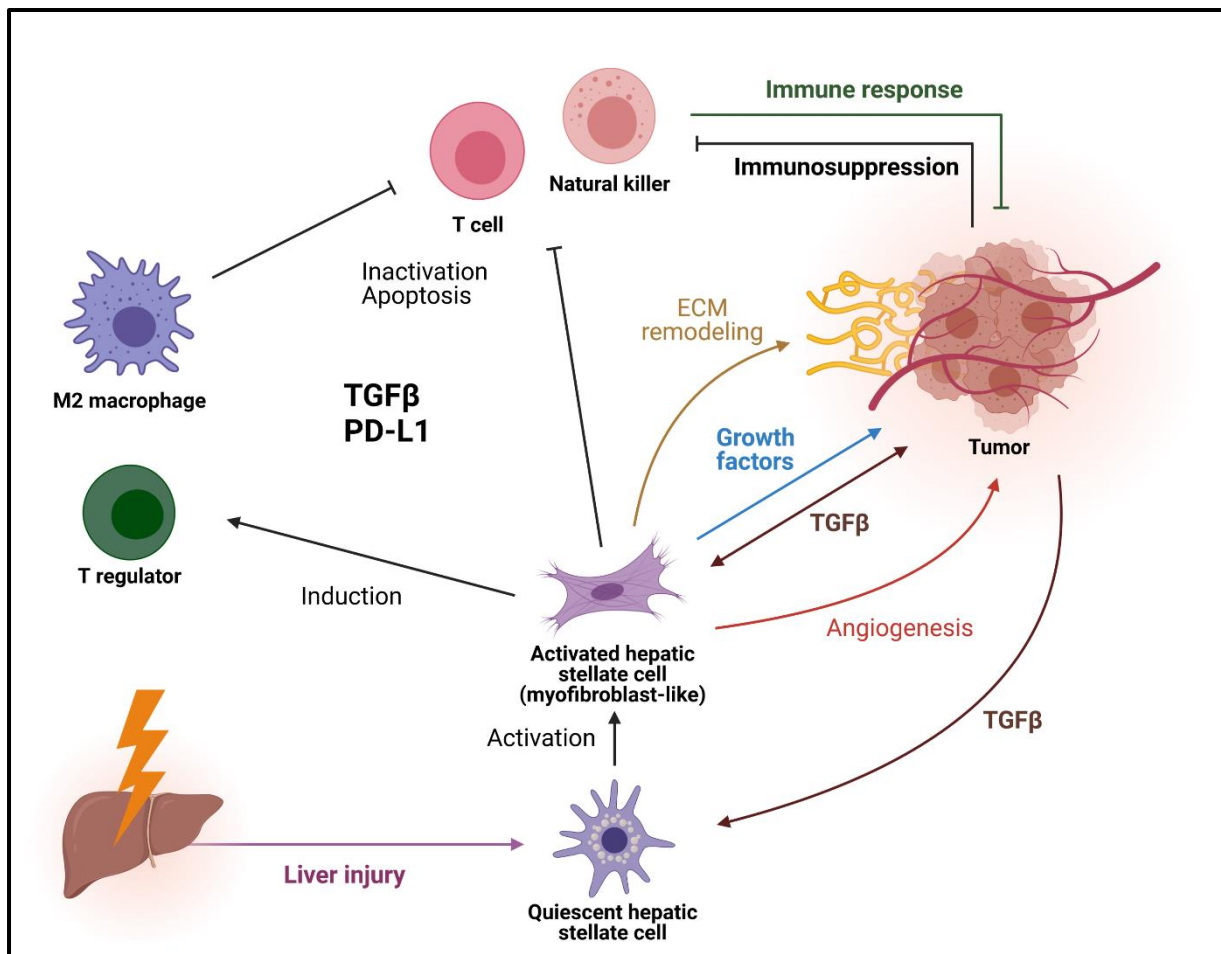 Immune response
Immunosuppression
Natural killer
T cell
Inactivation
Apoptosis
M2 macrophage
TGFβ
PD-L1
ECM
remodeling
Growth
factors
Tumor
TGFβ
T regulator
Induction
Angiogenesis
Activated hepatic
stellate cell
(myofibroblast-like)
TGFβ
Activation
Liver injury
Quiescent hepatic
stellate cell